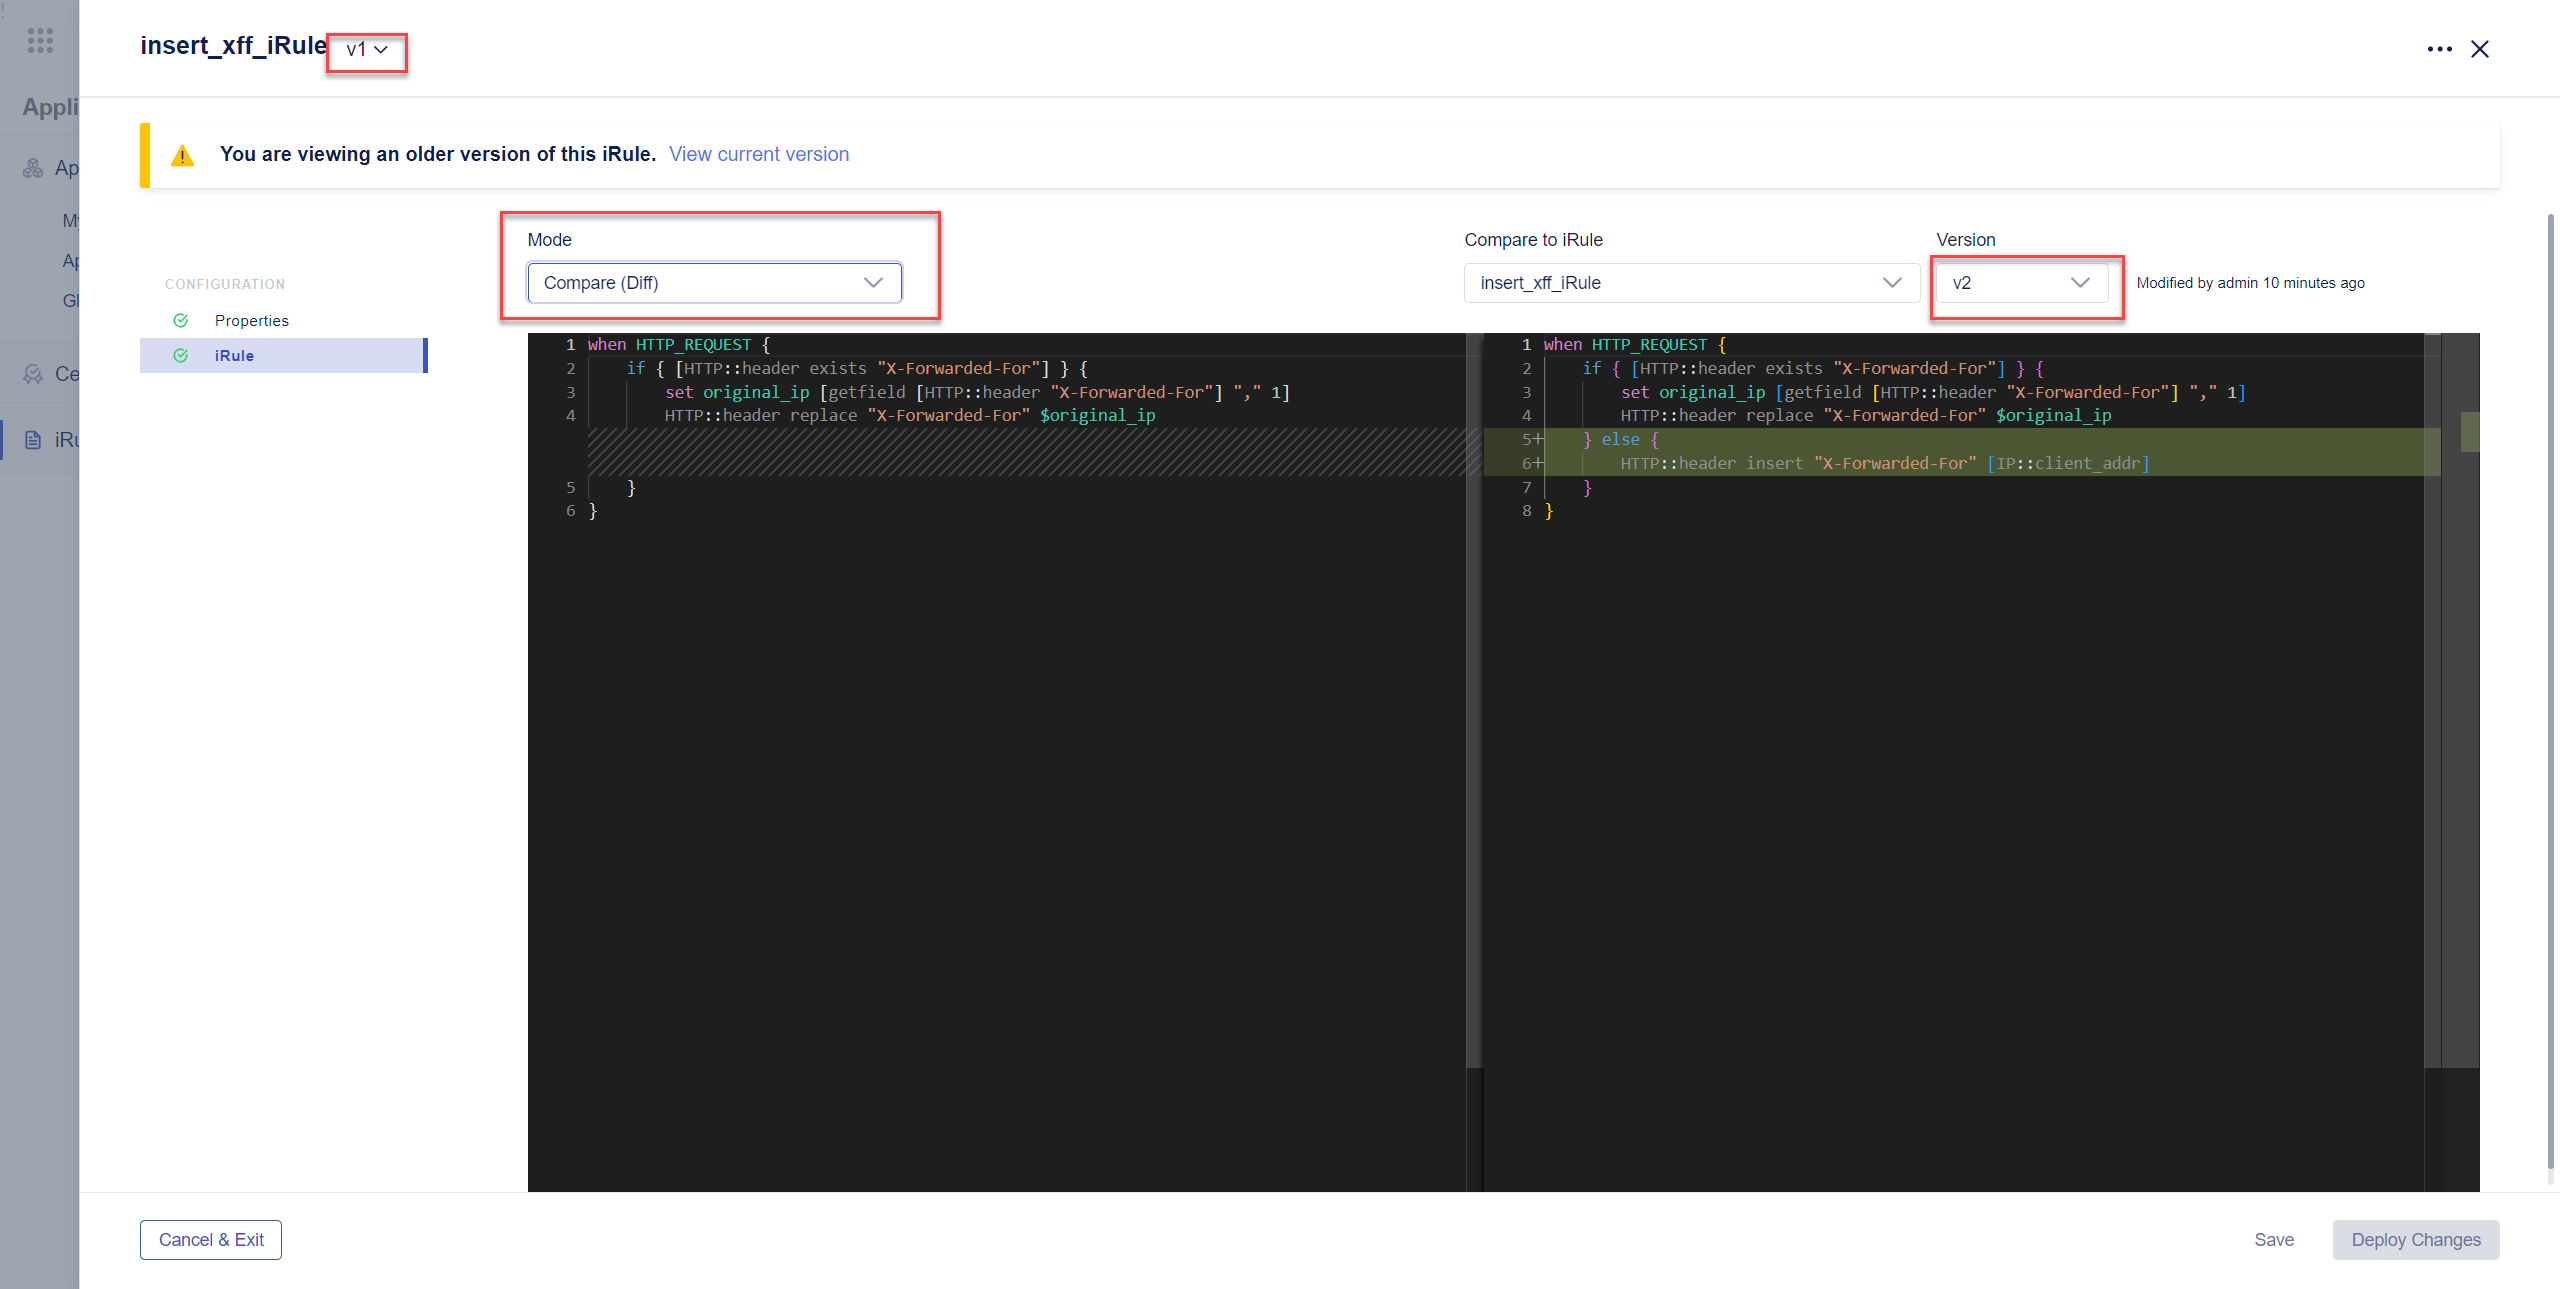 insert_xff_iRule v1
Appli
You are viewing an older version of this iRule. View current version
Ap
My
Ap
Gl
Ce
iRu
CONFIGURATION
Properties
iRule
Mode
Compare (Diff)
Compare to iRule
insert_xff_iRule
Version
v2
Modified by admin 10 minutes ago
1 when HTTP_REQUEST {
2 if { [HTTP::header exists "X-Forwarded-For"] } {
3 set original_ip [getfield [HTTP::header "X-Forwarded-For"] "," 1]
4 HTTP::header replace "X-Forwarded-For" $original_ip
5 }
6 }
1 when HTTP_REQUEST {
2 if { [HTTP::header exists "X-Forwarded-For"] } {
3 set original_ip [getfield [HTTP::header "X-Forwarded-For"] "," 1]
4 HTTP::header replace "X-Forwarded-For" $original_ip
5+ } else {
6+ HTTP::header insert "X-Forwarded-For" [IP::client_addr]
7 }
8 }
Cancel & Exit
Save
Deploy Changes